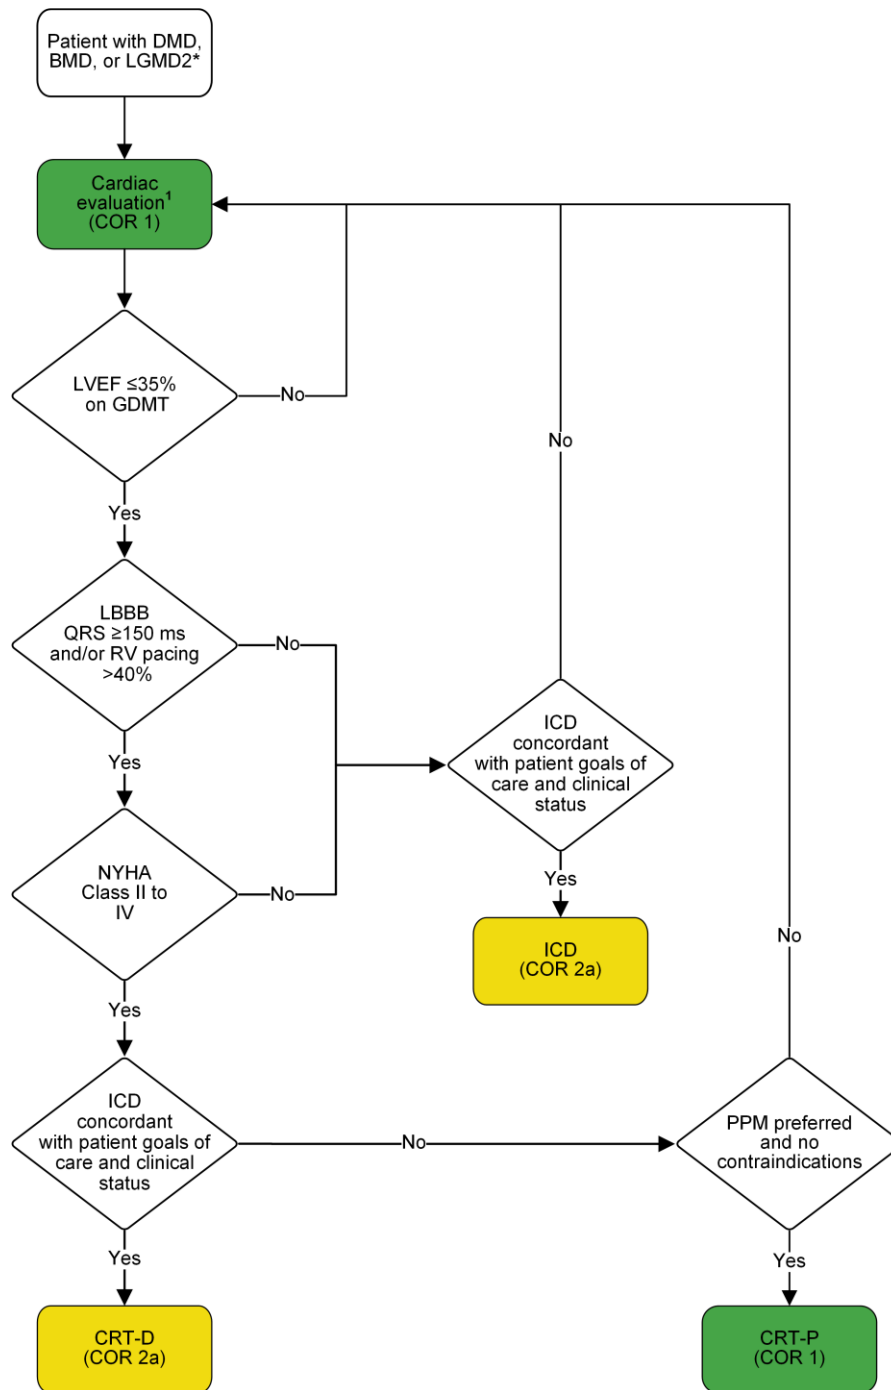 Patient with DMD,
BMD, or LGMD2*
Cardiac
evaluation¹
(COR 1)
LVEF ≤35%
on GDMT
No
Yes
LBBB
QRS ≥150 ms
and/or RV pacing
>40%
No
Yes
NYHA
Class II to
IV
No
Yes
ICD
concordant
with patient goals of
care and clinical
status
No
Yes
ICD
(COR 2a)
ICD
concordant
with patient goals of
care and clinical
status
No
Yes
CRT-D
(COR 2a)
PPM preferred
and no
contraindications
No
Yes
CRT-P
(COR 1)